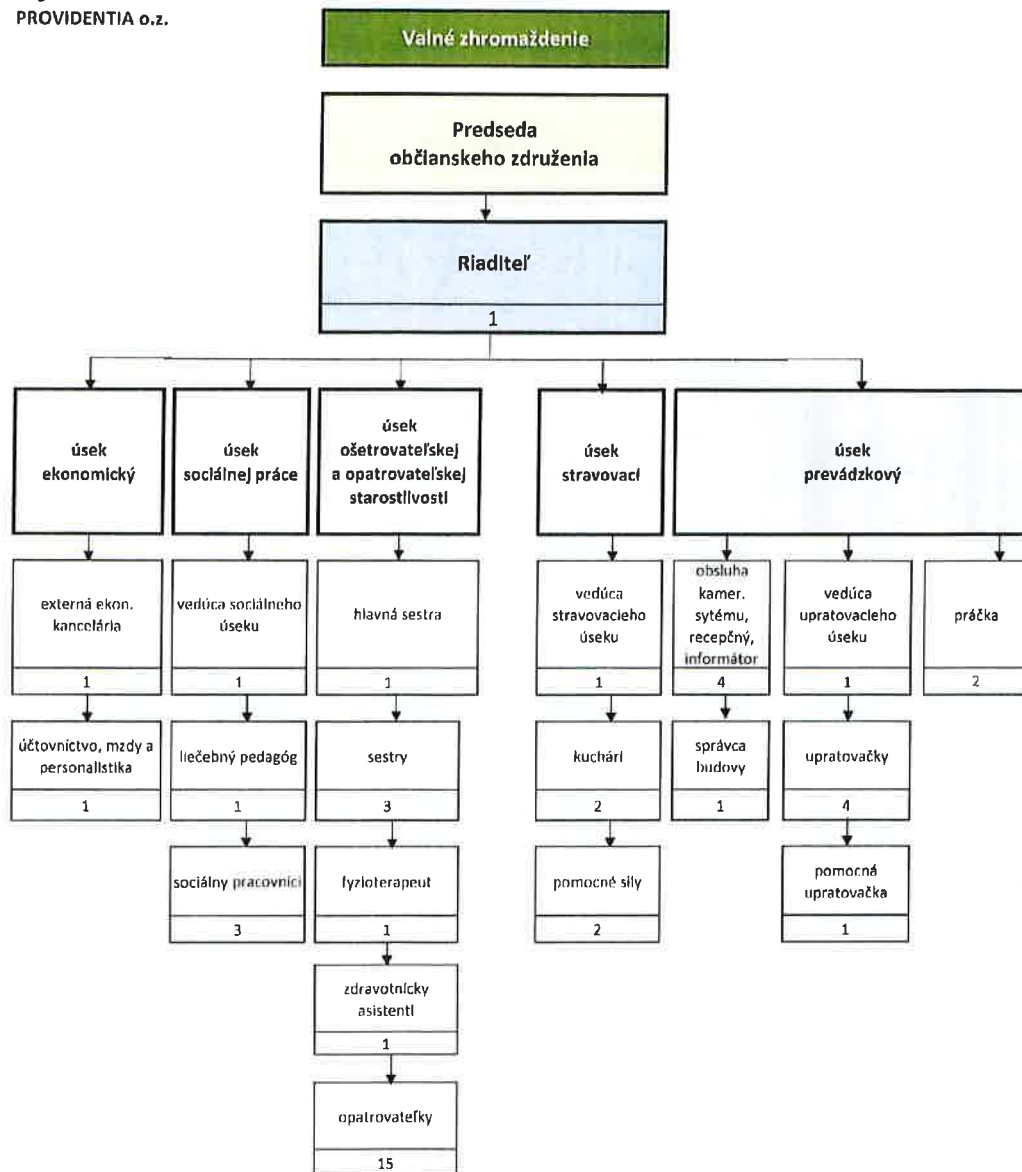 PROVIDENTIA o.z.
Valné zhromaždenie
Predseda
občianskeho združenia
Riaditeľ
1
úsek
ekonomický
úsek
sociálnej práce
úsek
ošetrovateľskej
a opatrovateľskej
starostlivosti
úsek
stravovací
úsek
prevádzkový
externá ekon.
kancelária
1
vedúca sociálneho
úseku
1
hlavná sestra
1
vedúca
stravovacieho
úseku
1
obsluha
kamer.
sytému,
recepčný,
informátor
4
vedúca
upratovacieho
úseku
1
práčka
2
účtovníctvo, mzdy a
personalistika
1
liečebný pedagóg
1
sestry
3
kuchári
2
správca
budovy
1
upratovačky
4
sociálny pracovníci
3
fyzioterapeut
1
pomocné sily
2
pomocná
upratovačka
1
zdravotnícky
asistenti
1
opatrovateľky
15